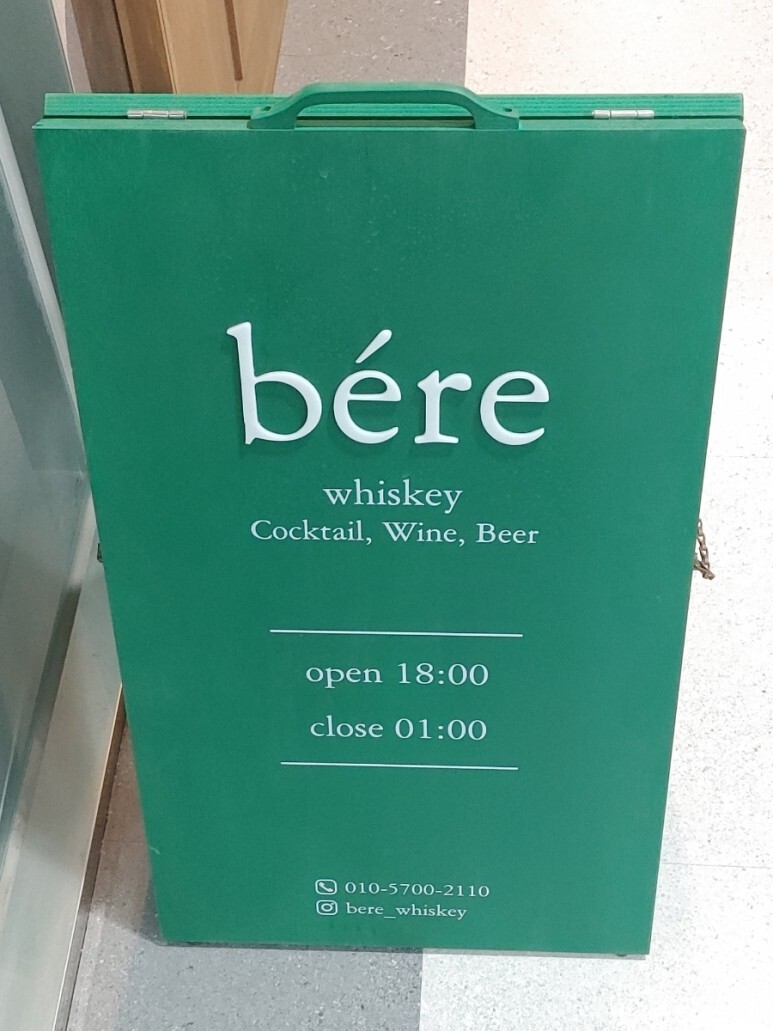 bére
whiskey
Cocktail, Wine, Beer
open 18:00
close 01:00
010-5700-2110
bere_whiskey